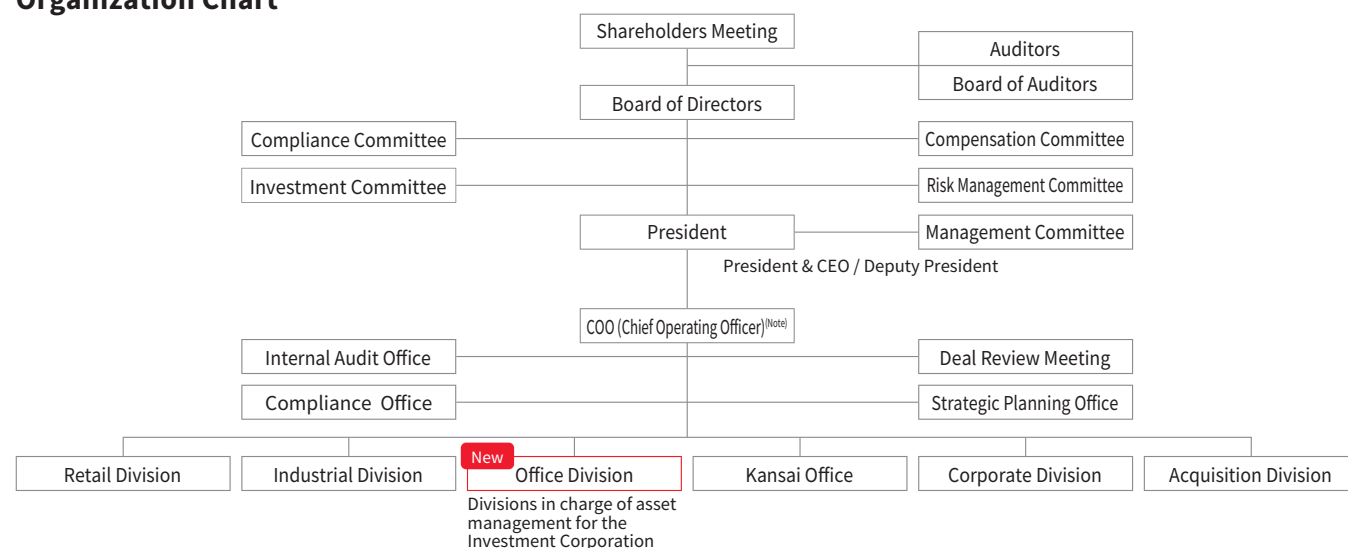 Organization Chart
Shareholders Meeting
Auditors
Board of Auditors
Board of Directors
Compliance Committee
Compensation Committee
Investment Committee
Risk Management Committee
President
Management Committee
President & CEO / Deputy President
COO (Chief Operating Officer)(Note)
Internal Audit Office
Deal Review Meeting
Compliance Office
Strategic Planning Office
New
Retail Division
Industrial Division
Office Division
Kansai Office
Corporate Division
Acquisition Division
Divisions in charge of asset
management for the
Investment Corporation